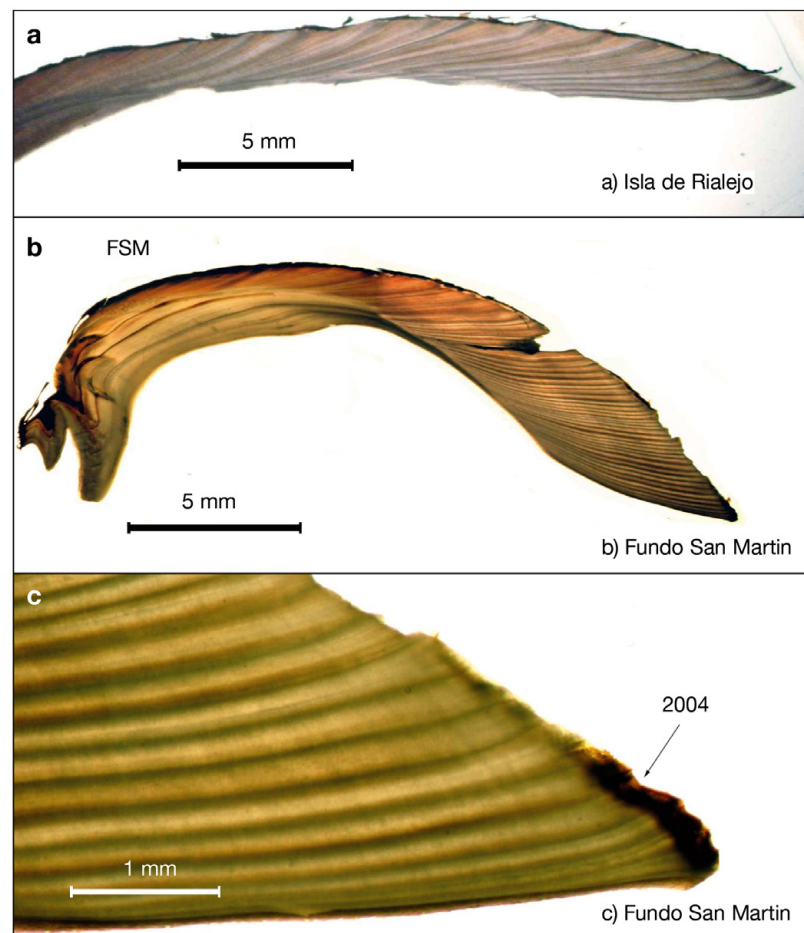 a
5 mm
a) Isla de Rialejo
b
FSM
5 mm
b) Fundo San Martin
c
2004
1 mm
c) Fundo San Martin